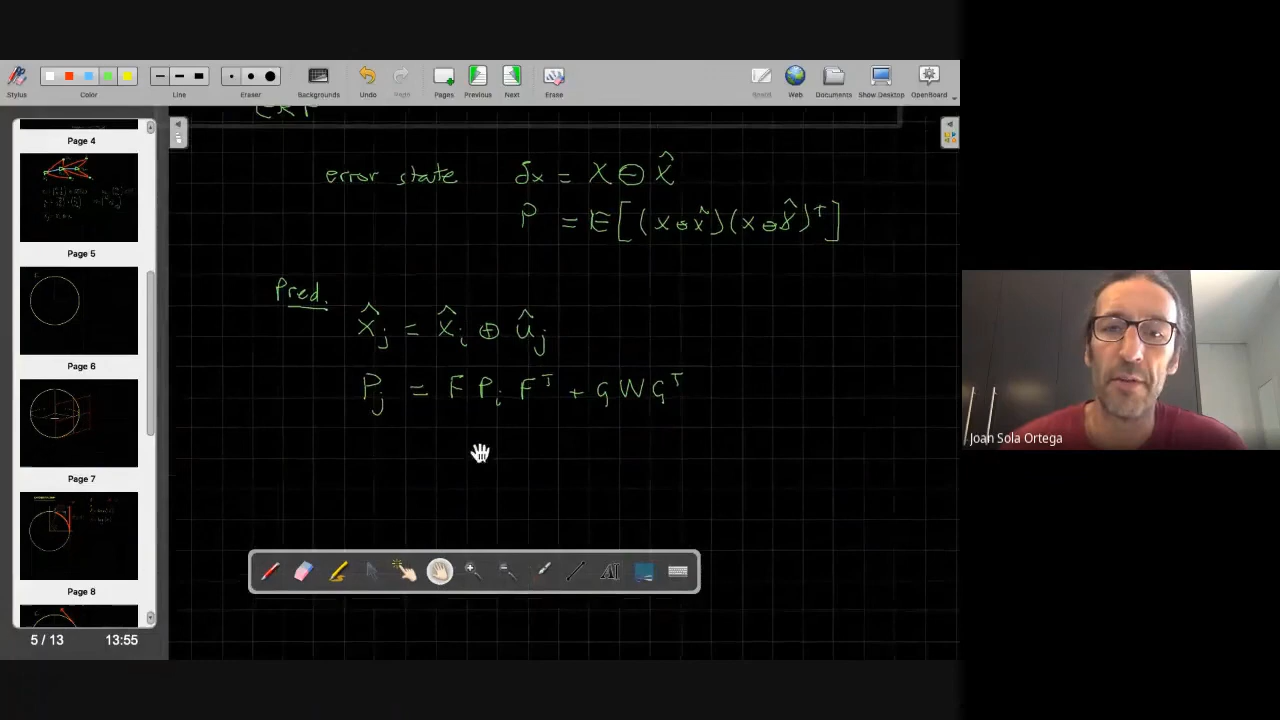 Stylus Color Line Eraser Backgrounds Undo Redo Pages Previous Next Erase Board Web Documents Show Desktop OpenBoard
EKF
Page 4
error state δx = X ⊖ X̂
P = E[(x⊖x̂)(x⊖x̂)ᵀ]
Page 5
Pred.
X̂j = X̂i ⊕ ûj
Page 6
Pj = F Pi Fᵀ + G W Gᵀ
Joan Sola Ortega
Page 7
Page 8
5 / 13 13:55